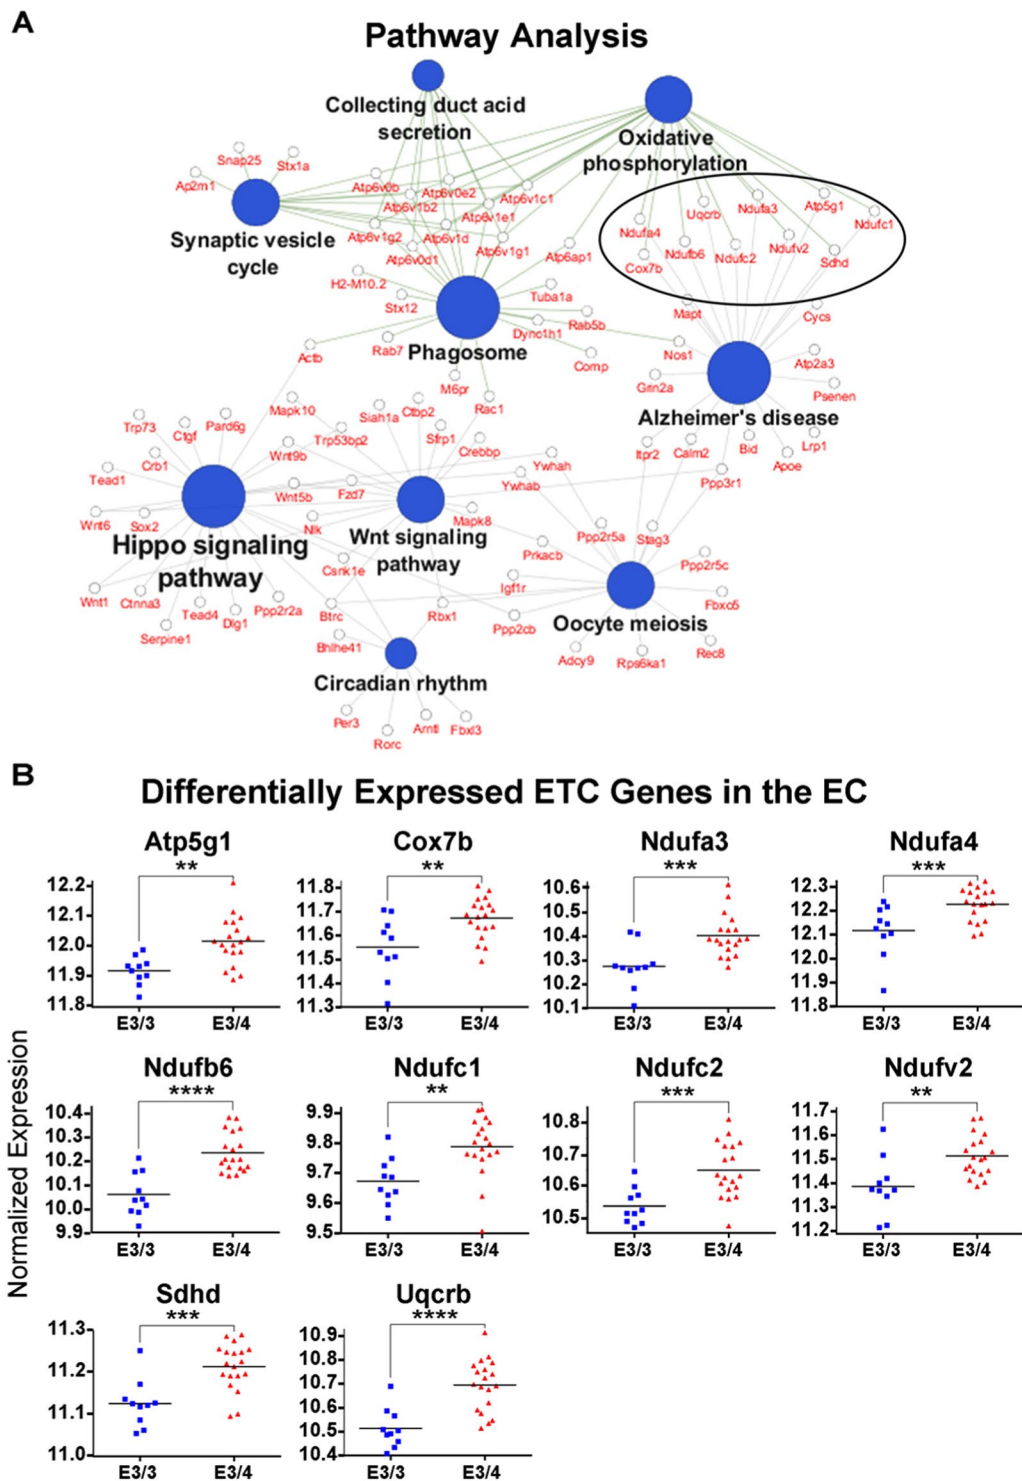 A
Pathway Analysis
Collecting duct acid
secretion
Oxidative
phosphorylation
Snap25
Stx1a
Ap2m1
Atp6v0b
Atp6v0e2
Atp6v1c1
Atp6v1b2
Atp6v1e1
Uqcrb
Ndufa3
Atp5g1
Ndufc1
Synaptic vesicle
cycle
Atp6v1g2
Atp6v1d
Atp6v1g1
Atp6v0d1
Atp6ap1
Ndufa4
Ndufb6
Ndufc2
Ndufv2
Cox7b
Sdhd
H2-M10.2
Stx12
Tuba1a
Rab5b
Mapt
Cycs
Dync1h1
Actb
Rab7
Phagosome
Comp
Nos1
Atp2a3
M6pr
Grin2a
Psenen
Mapk10
Siah1a
Ctbp2
Rac1
Alzheimer's disease
Trp73
Ctgf
Pard6g
Trp53bp2
Sfrp1
Crebbp
Itpr2
Calm2
Bid
Lrp1
Apoe
Crb1
Wnt9b
Ywhah
Tead1
Wnt5b
Fzd7
Ywhab
Ppp3r1
Wnt6
Sox2
Nlk
Mapk8
Hippo signaling
pathway
Wnt signaling
pathway
Ppp2r5a
Stag3
Prkacb
Ppp2r5c
Csnk1e
Igf1r
Fbxo5
Wnt1
Ctnna3
Tead4
Dlg1
Ppp2r2a
Btrc
Rbx1
Ppp2cb
Oocyte meiosis
Serpine1
Bhlhe41
Adcy9
Rps6ka1
Rec8
Circadian rhythm
Per3
Rorc
Arntl
Fbxl3
B
Differentially Expressed ETC Genes in the EC
Normalized Expression
Atp5g1
**
12.2
12.1
12.0
11.9
11.8
E3/3 E3/4
Cox7b
**
11.8
11.7
11.6
11.5
11.4
11.3
E3/3 E3/4
Ndufa3
***
10.6
10.5
10.4
10.3
10.2
10.1
E3/3 E3/4
Ndufa4
***
12.3
12.2
12.1
12.0
11.9
11.8
E3/3 E3/4
Ndufb6
****
10.4
10.3
10.2
10.1
10.0
9.9
E3/3 E3/4
Ndufc1
**
9.9
9.8
9.7
9.6
9.5
E3/3 E3/4
Ndufc2
***
10.8
10.7
10.6
10.5
E3/3 E3/4
Ndufv2
**
11.7
11.6
11.5
11.4
11.3
11.2
E3/3 E3/4
Sdhd
***
11.3
11.2
11.1
11.0
E3/3 E3/4
Uqcrb
****
10.9
10.8
10.7
10.6
10.5
10.4
E3/3 E3/4